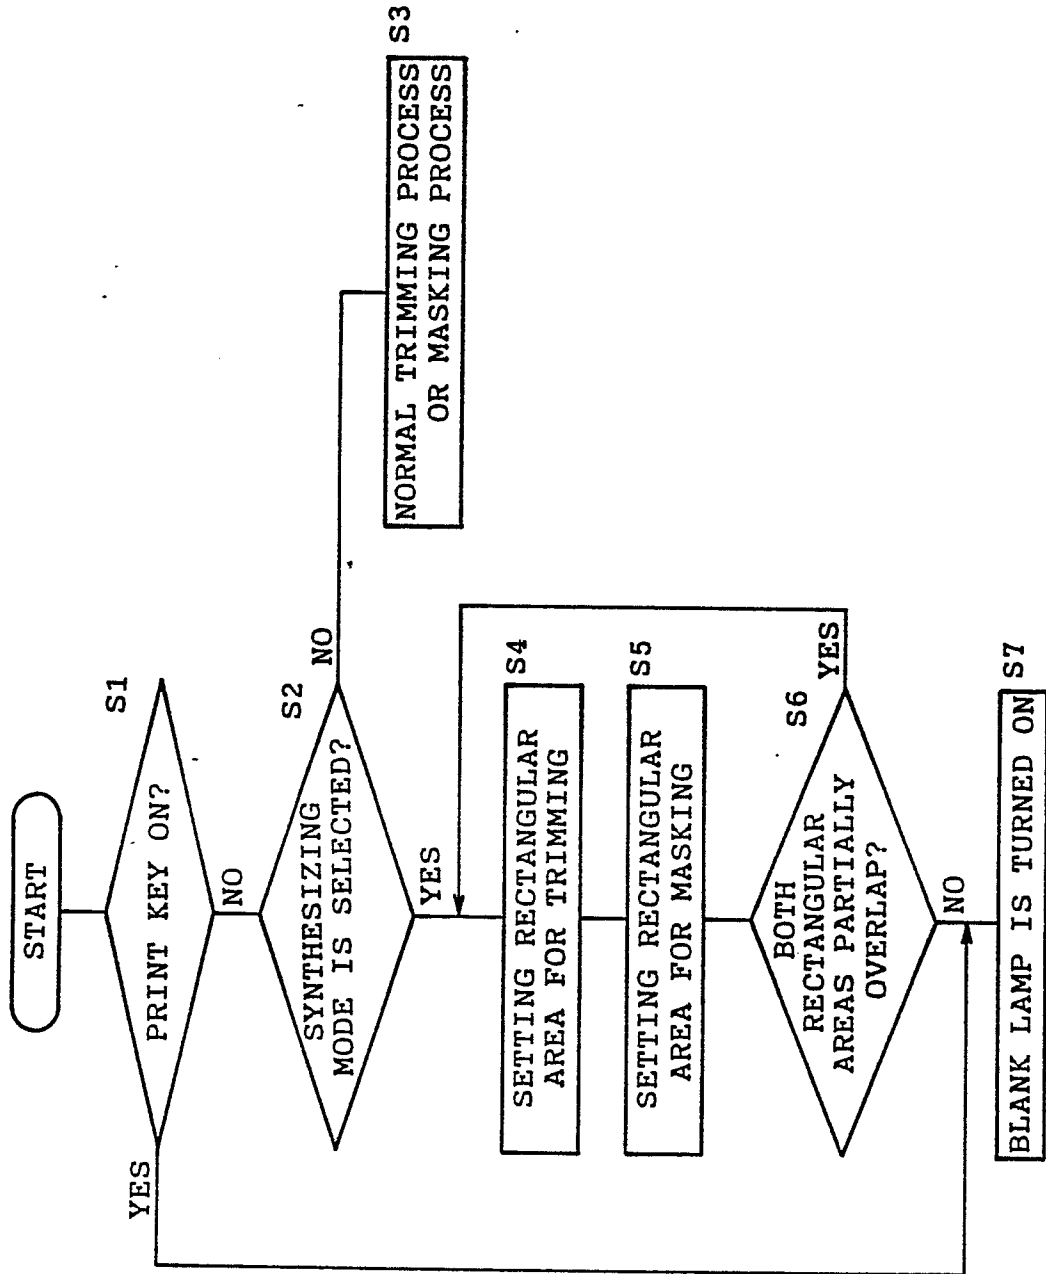 START
PRINT KEY ON?
S1
YES
NO
SYNTHESIZING
MODE IS SELECTED?
S2
NO
YES
NORMAL TRIMMING PROCESS
OR MASKING PROCESS
S3
SETTING RECTANGULAR
AREA FOR TRIMMING
S4
SETTING RECTANGULAR
AREA FOR MASKING
S5
BOTH
RECTANGULAR
AREAS PARTIALLY
OVERLAP?
S6
YES
NO
BLANK LAMP IS TURNED ON
S7